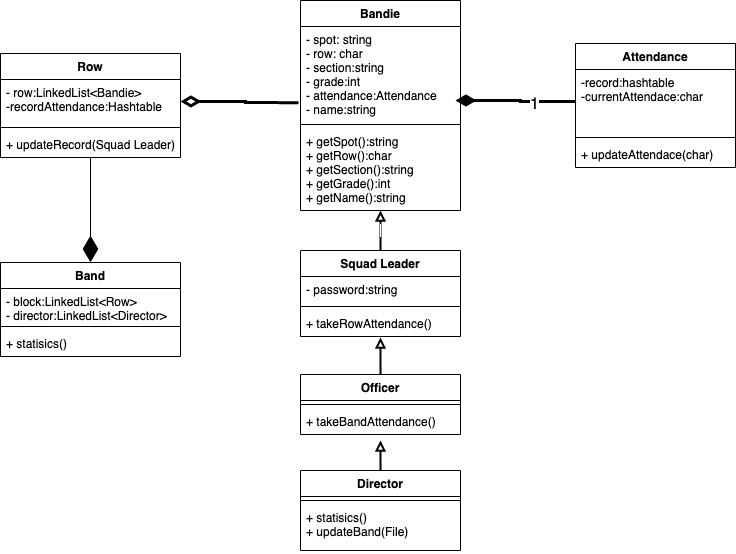 Bandie
- spot: string
- row: char
- section:string
- grade:int
- attendance:Attendance
- name:string
+ getSpot():string
+ getRow():char
+ getSection():string
+ getGrade():int
+ getName():string
Row
- row:LinkedList<Bandie>
-recordAttendance:Hashtable
+ updateRecord(Squad Leader)
1
Attendance
-record:hashtable
-currentAttendace:char
+ updateAttendace(char)
Band
- block:LinkedList<Row>
- director:LinkedList<Director>
+ statisics()
Squad Leader
- password:string
+ takeRowAttendance()
Officer
+ takeBandAttendance()
Director
+ statisics()
+ updateBand(File)